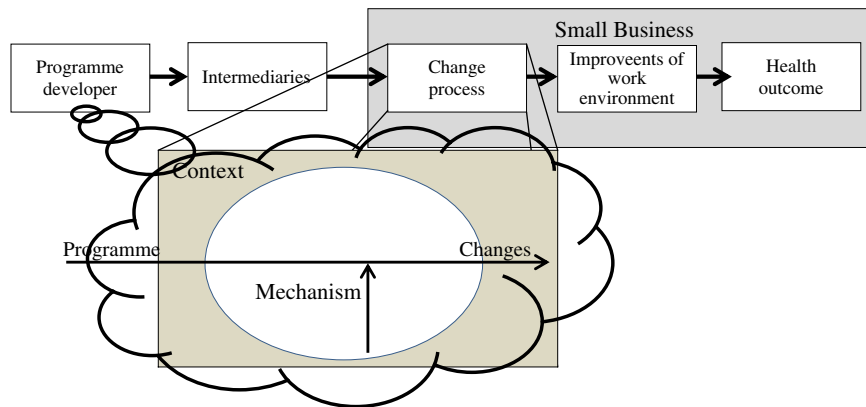 Small Business
Programme
developer
Intermediaries
Change
process
Improveents of
work
environment
Health
outcome
Context
Programme
Changes
Mechanism